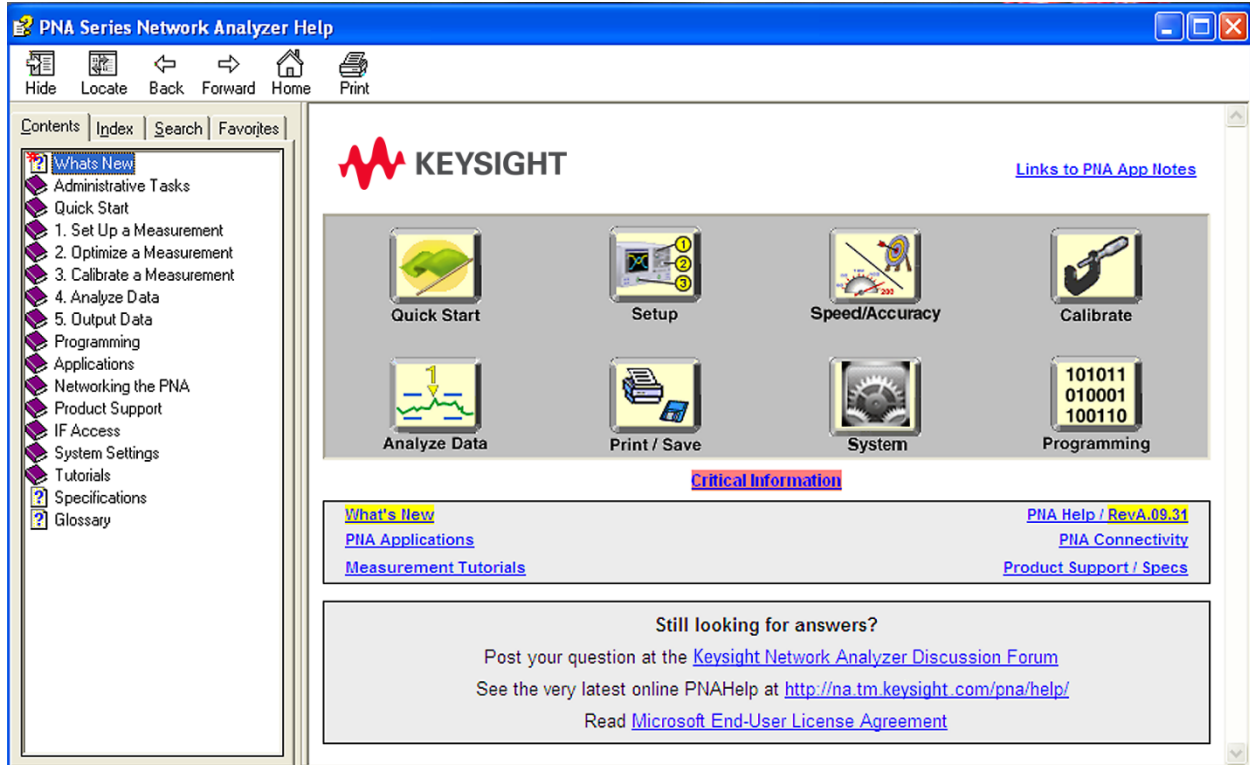 PNA Series Network Analyzer Help
Hide Locate Back Forward Home Print
Contents Index Search Favorites
Whats New
Administrative Tasks
Quick Start
1. Set Up a Measurement
2. Optimize a Measurement
3. Calibrate a Measurement
4. Analyze Data
5. Output Data
Programming
Applications
Networking the PNA
Product Support
IF Access
System Settings
Tutorials
Specifications
Glossary
KEYSIGHT
Links to PNA App Notes
1
2
3
200
Quick Start Setup Speed/Accuracy Calibrate
1
101011
010001
100110
Analyze Data Print / Save System Programming
Critical Information
What's New PNA Help / RevA.09.31
PNA Applications PNA Connectivity
Measurement Tutorials Product Support / Specs
Still looking for answers?
Post your question at the Keysight Network Analyzer Discussion Forum
See the very latest online PNAHelp at http://na.tm.keysight.com/pna/help/
Read Microsoft End-User License Agreement